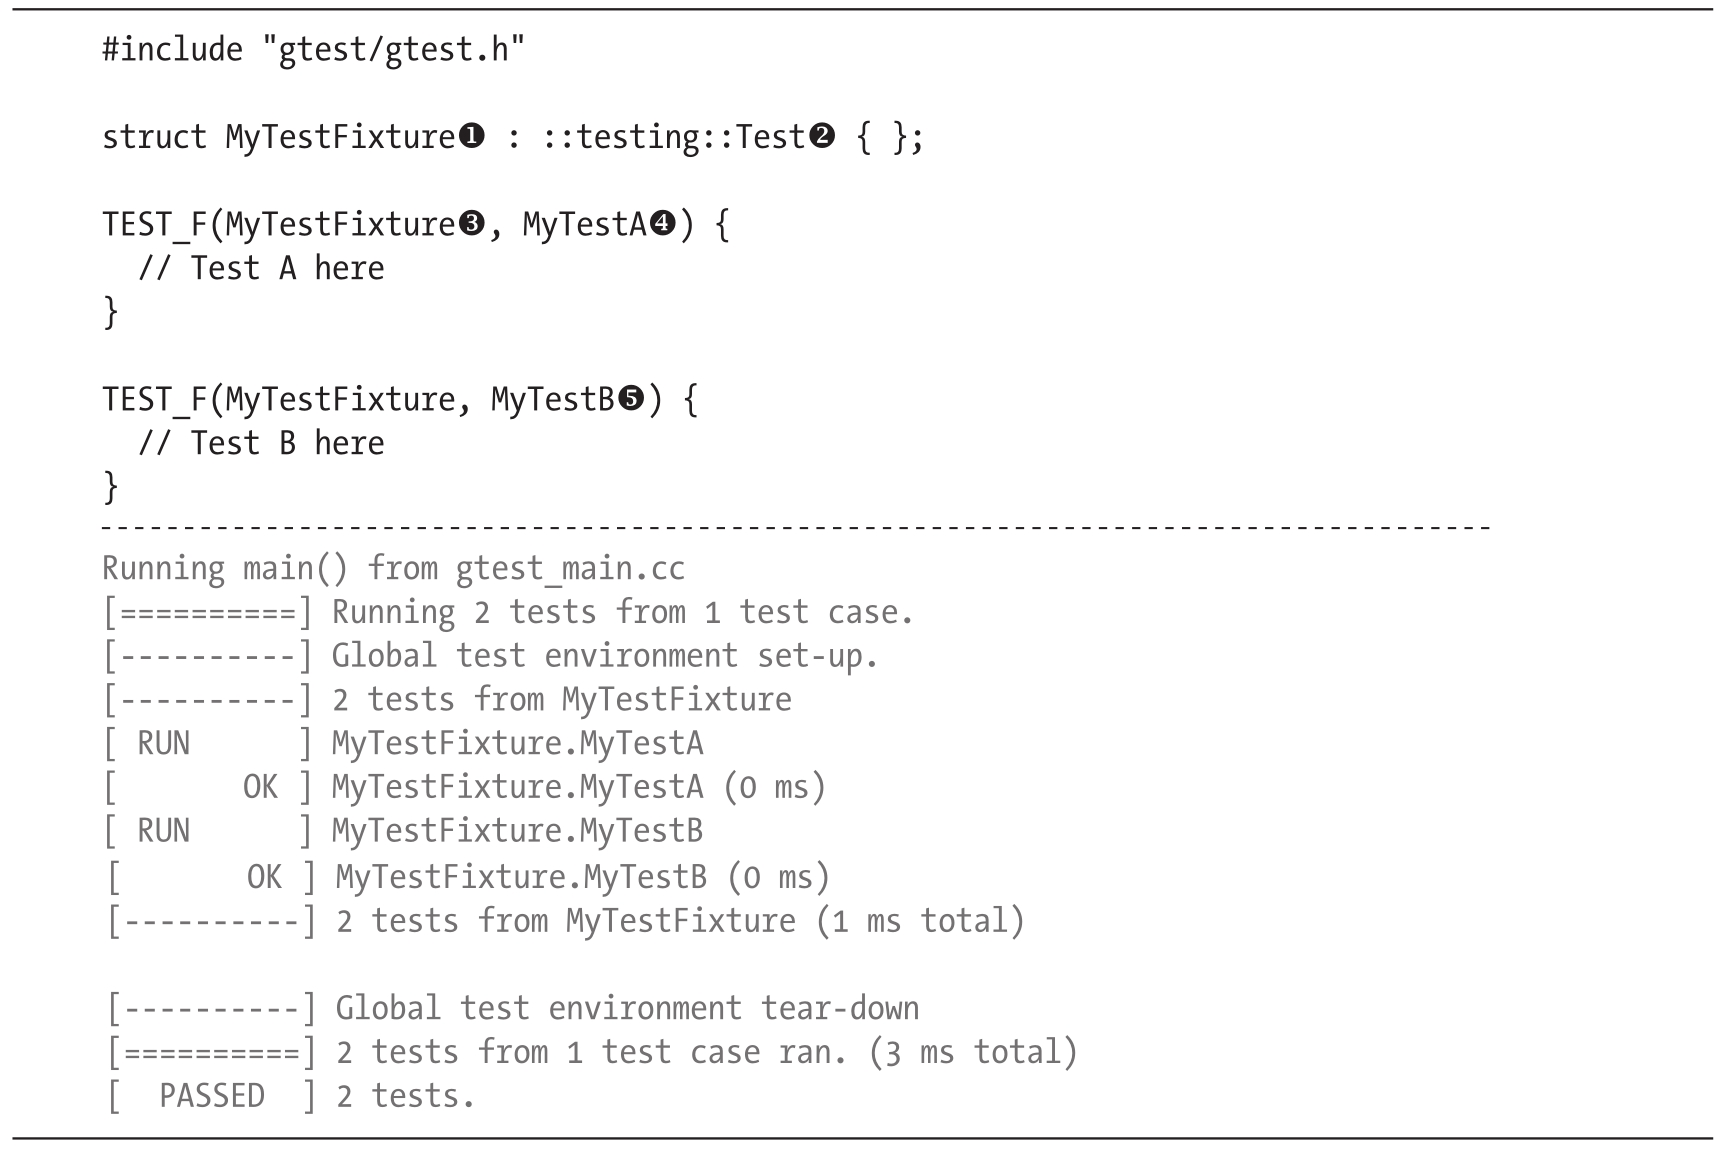 #include "gtest/gtest.h"
struct MyTestFixture❶ : ::testing::Test❷ { };
TEST_F(MyTestFixture❸, MyTestA❹) {
  // Test A here
}
TEST_F(MyTestFixture, MyTestB❺) {
  // Test B here
}
--------------------------------------------------------------------------------
Running main() from gtest_main.cc
[==========] Running 2 tests from 1 test case.
[----------] Global test environment set-up.
[----------] 2 tests from MyTestFixture
[ RUN      ] MyTestFixture.MyTestA
[       OK ] MyTestFixture.MyTestA (0 ms)
[ RUN      ] MyTestFixture.MyTestB
[       OK ] MyTestFixture.MyTestB (0 ms)
[----------] 2 tests from MyTestFixture (1 ms total)
[----------] Global test environment tear-down
[==========] 2 tests from 1 test case ran. (3 ms total)
[  PASSED  ] 2 tests.